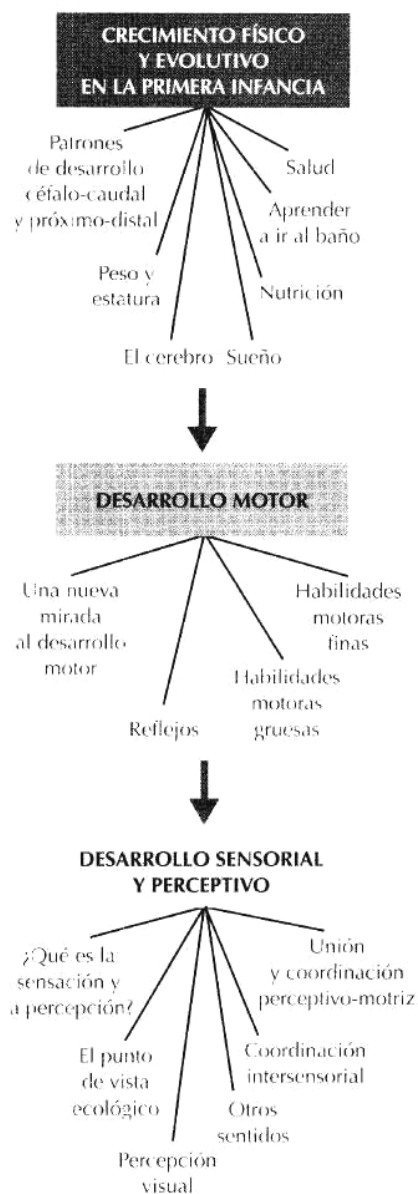 CRECIMIENTO FÍSICO
Y EVOLUTIVO
EN LA PRIMERA INFANCIA
Patrones
de desarrollo
céfalo-caudal
y próximo-distal
Salud
Aprender
a ir al baño
Peso y
estatura
Nutrición
El cerebro
Sueño
DESARROLLO MOTOR
Una nueva
mirada
al desarrollo
motor
Habilidades
motoras
finas
Habilidades
motoras
gruesas
Reflejos
DESARROLLO SENSORIAL
Y PERCEPTIVO
¿Qué es la
sensación y
a percepción?
Unión
y coordinación
perceptivo-motriz
El punto
de vista
ecológico
Coordinación
intersensorial
Otros
sentidos
Percepción
visual